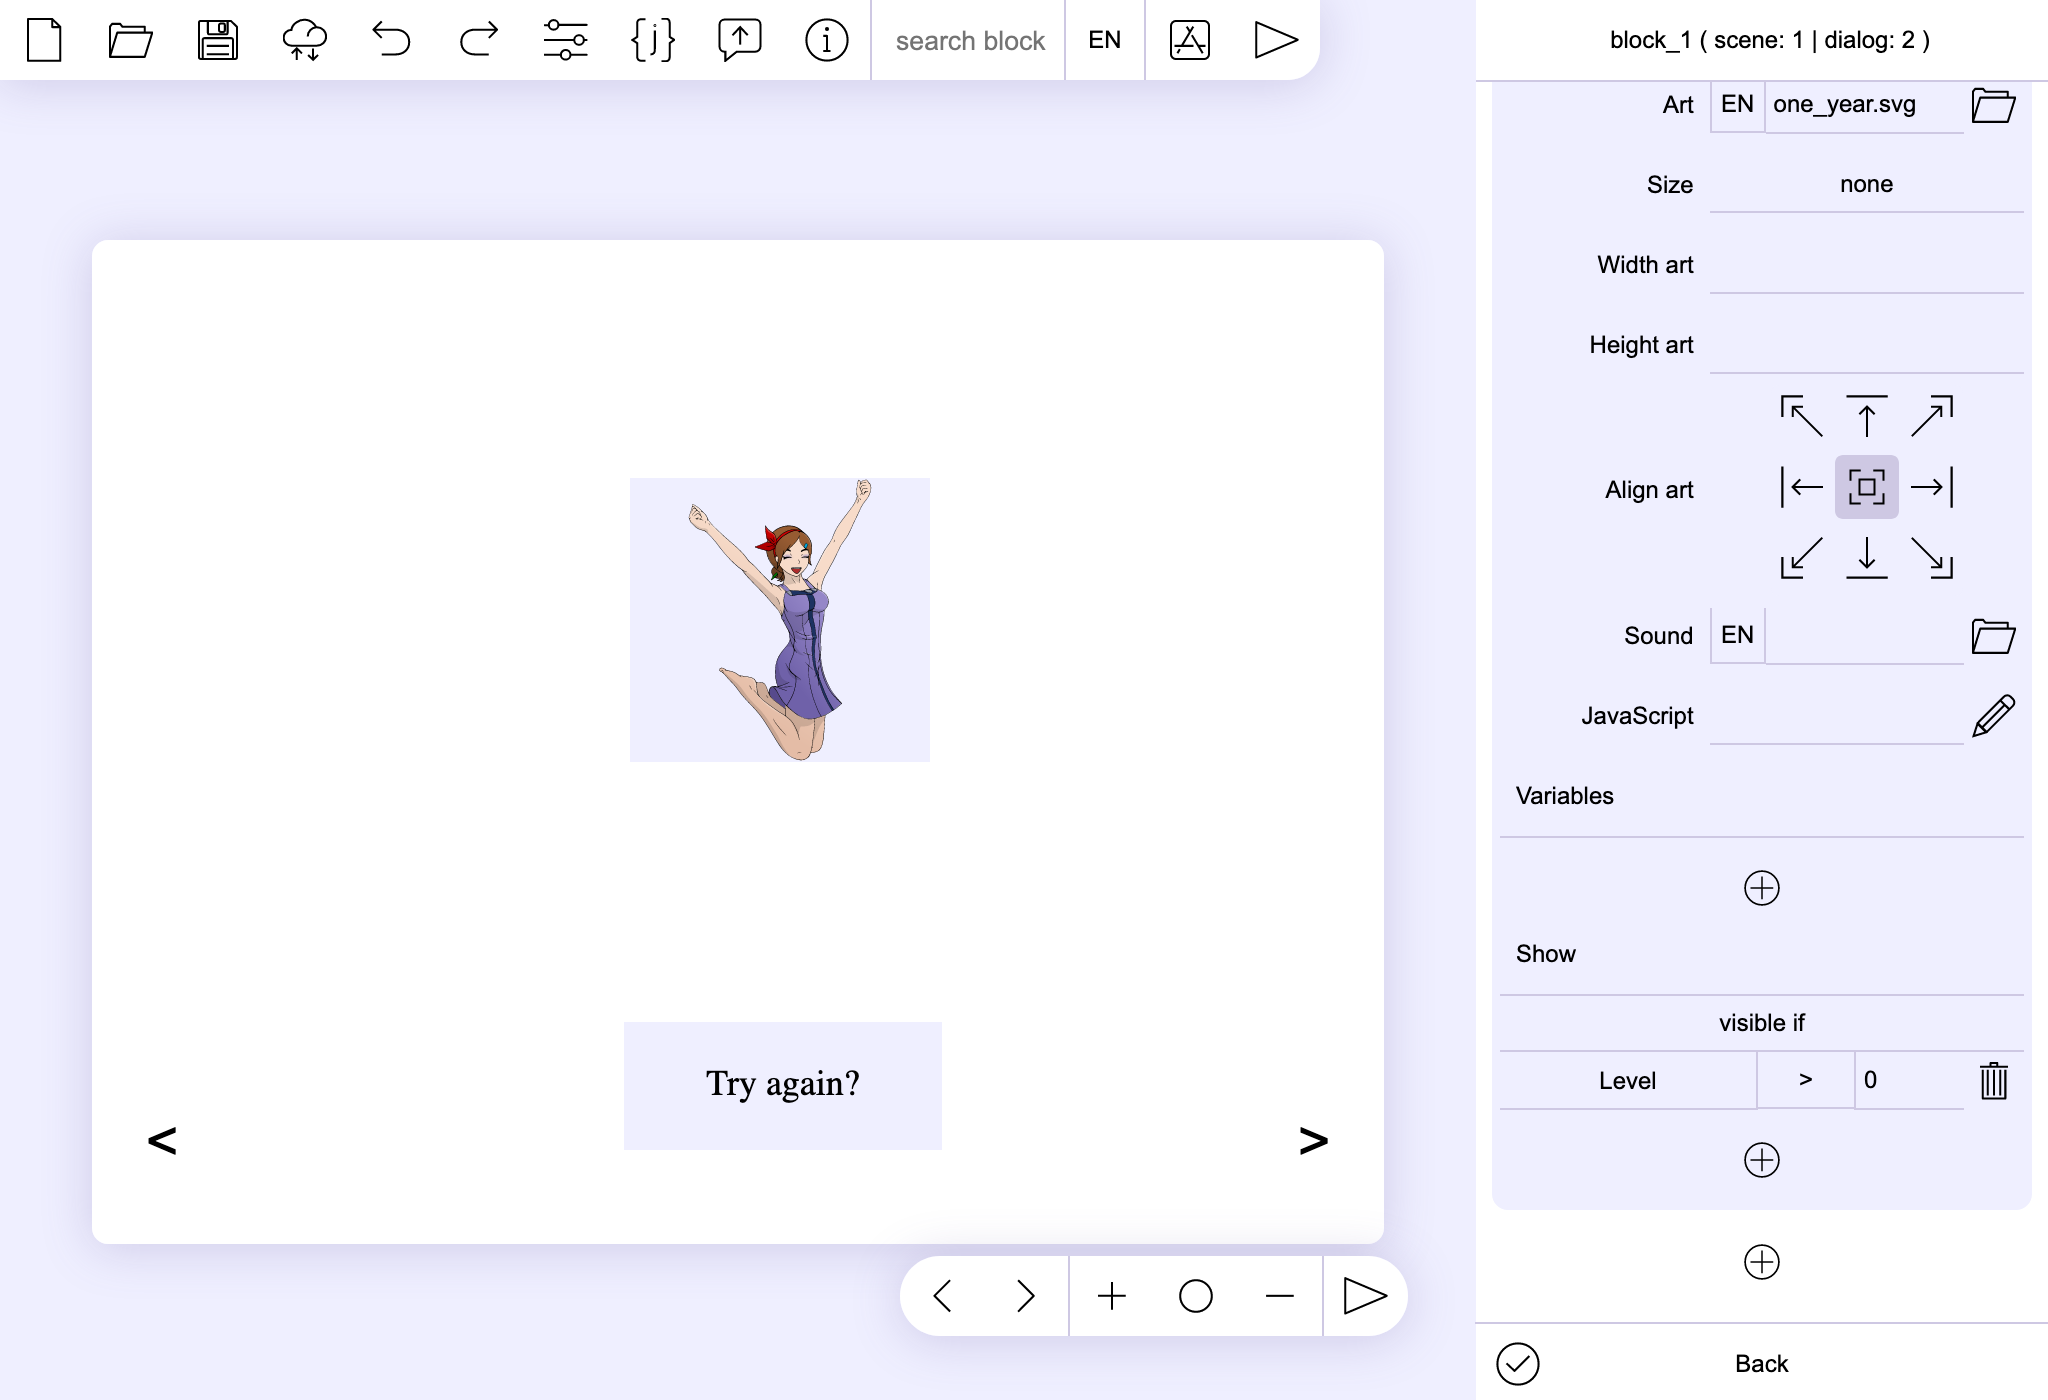 search block
EN
block_1 ( scene: 1 | dialog: 2 )
Art
EN
one_year.svg
Size
none
Width art
Height art
Align art
Sound
EN
JavaScript
Variables
Show
visible if
Level
>
0
Try again?
<
>
Back